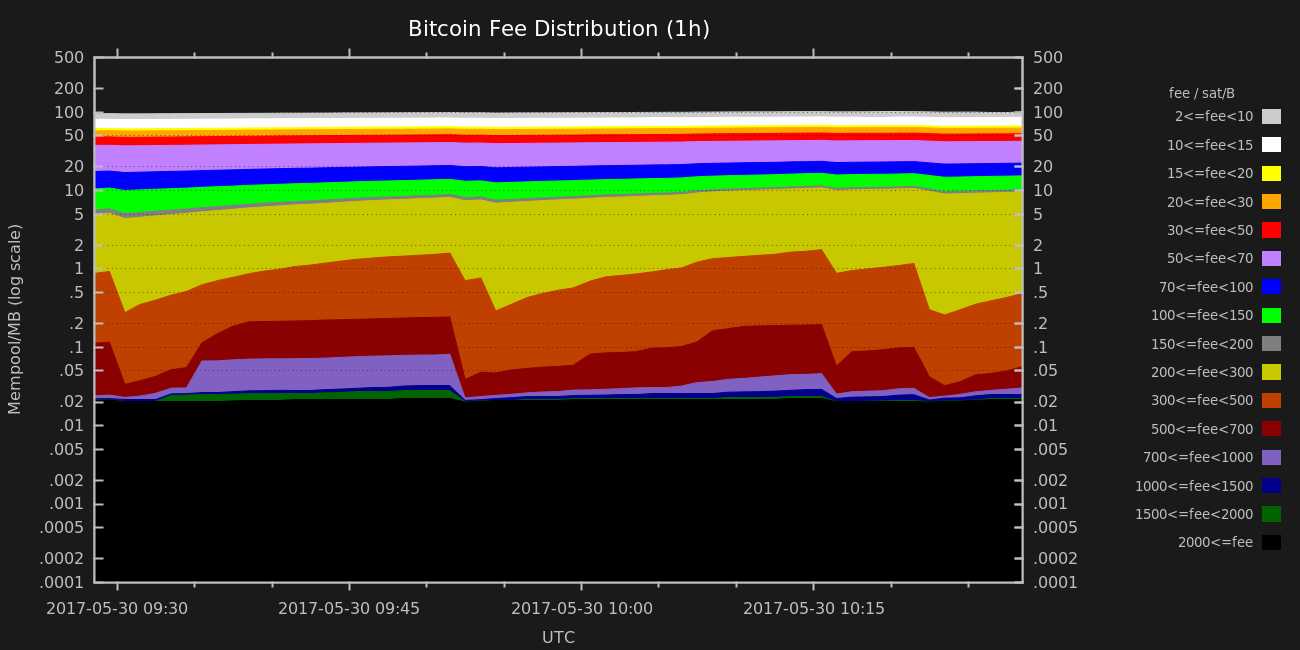 Bitcoin Fee Distribution (1h)
500
200
100
50
20
10
5
2
1
.5
.2
.1
.05
.02
.01
.005
.002
.001
.0005
.0002
.0001
Mempool/MB (log scale)
500
200
100
50
20
10
5
2
1
.5
.2
.1
.05
.02
.01
.005
.002
.001
.0005
.0002
.0001
2017-05-30 09:30
2017-05-30 09:45
2017-05-30 10:00
2017-05-30 10:15
UTC
fee / sat/B
2<=fee<10
10<=fee<15
15<=fee<20
20<=fee<30
30<=fee<50
50<=fee<70
70<=fee<100
100<=fee<150
150<=fee<200
200<=fee<300
300<=fee<500
500<=fee<700
700<=fee<1000
1000<=fee<1500
1500<=fee<2000
2000<=fee